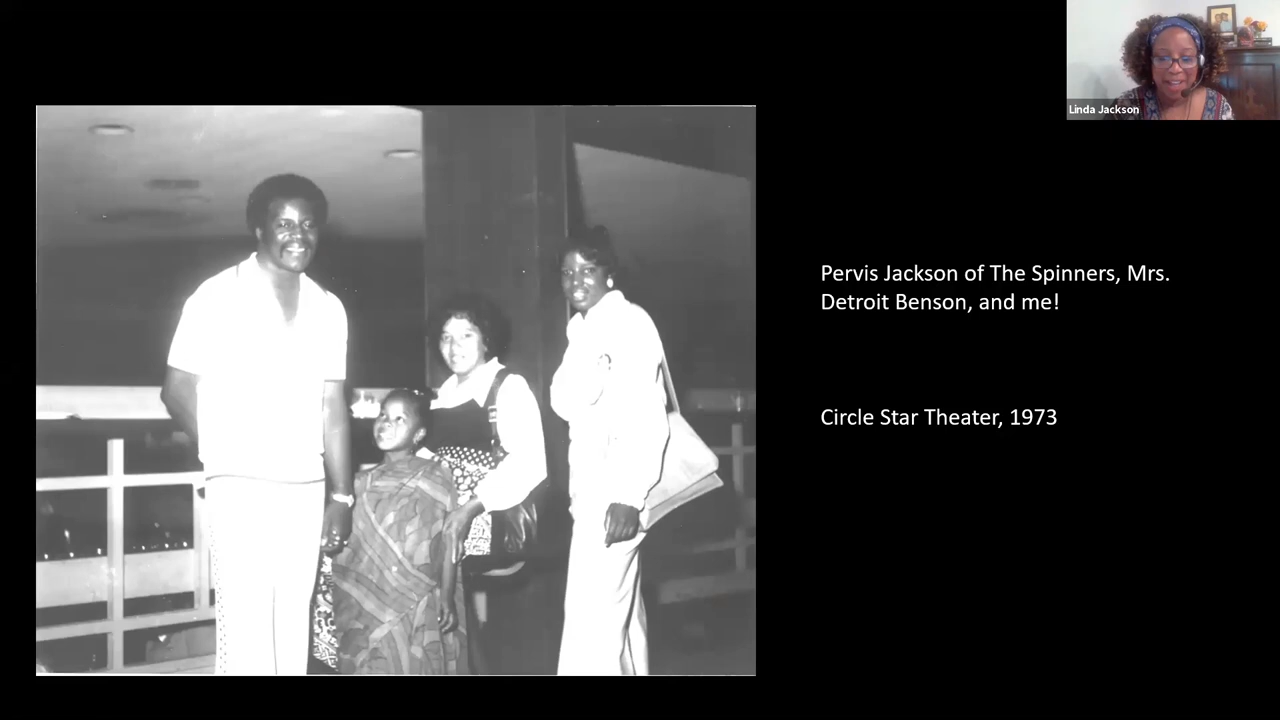 Linda Jackson
Pervis Jackson of The Spinners, Mrs.
Detroit Benson, and me!
Circle Star Theater, 1973